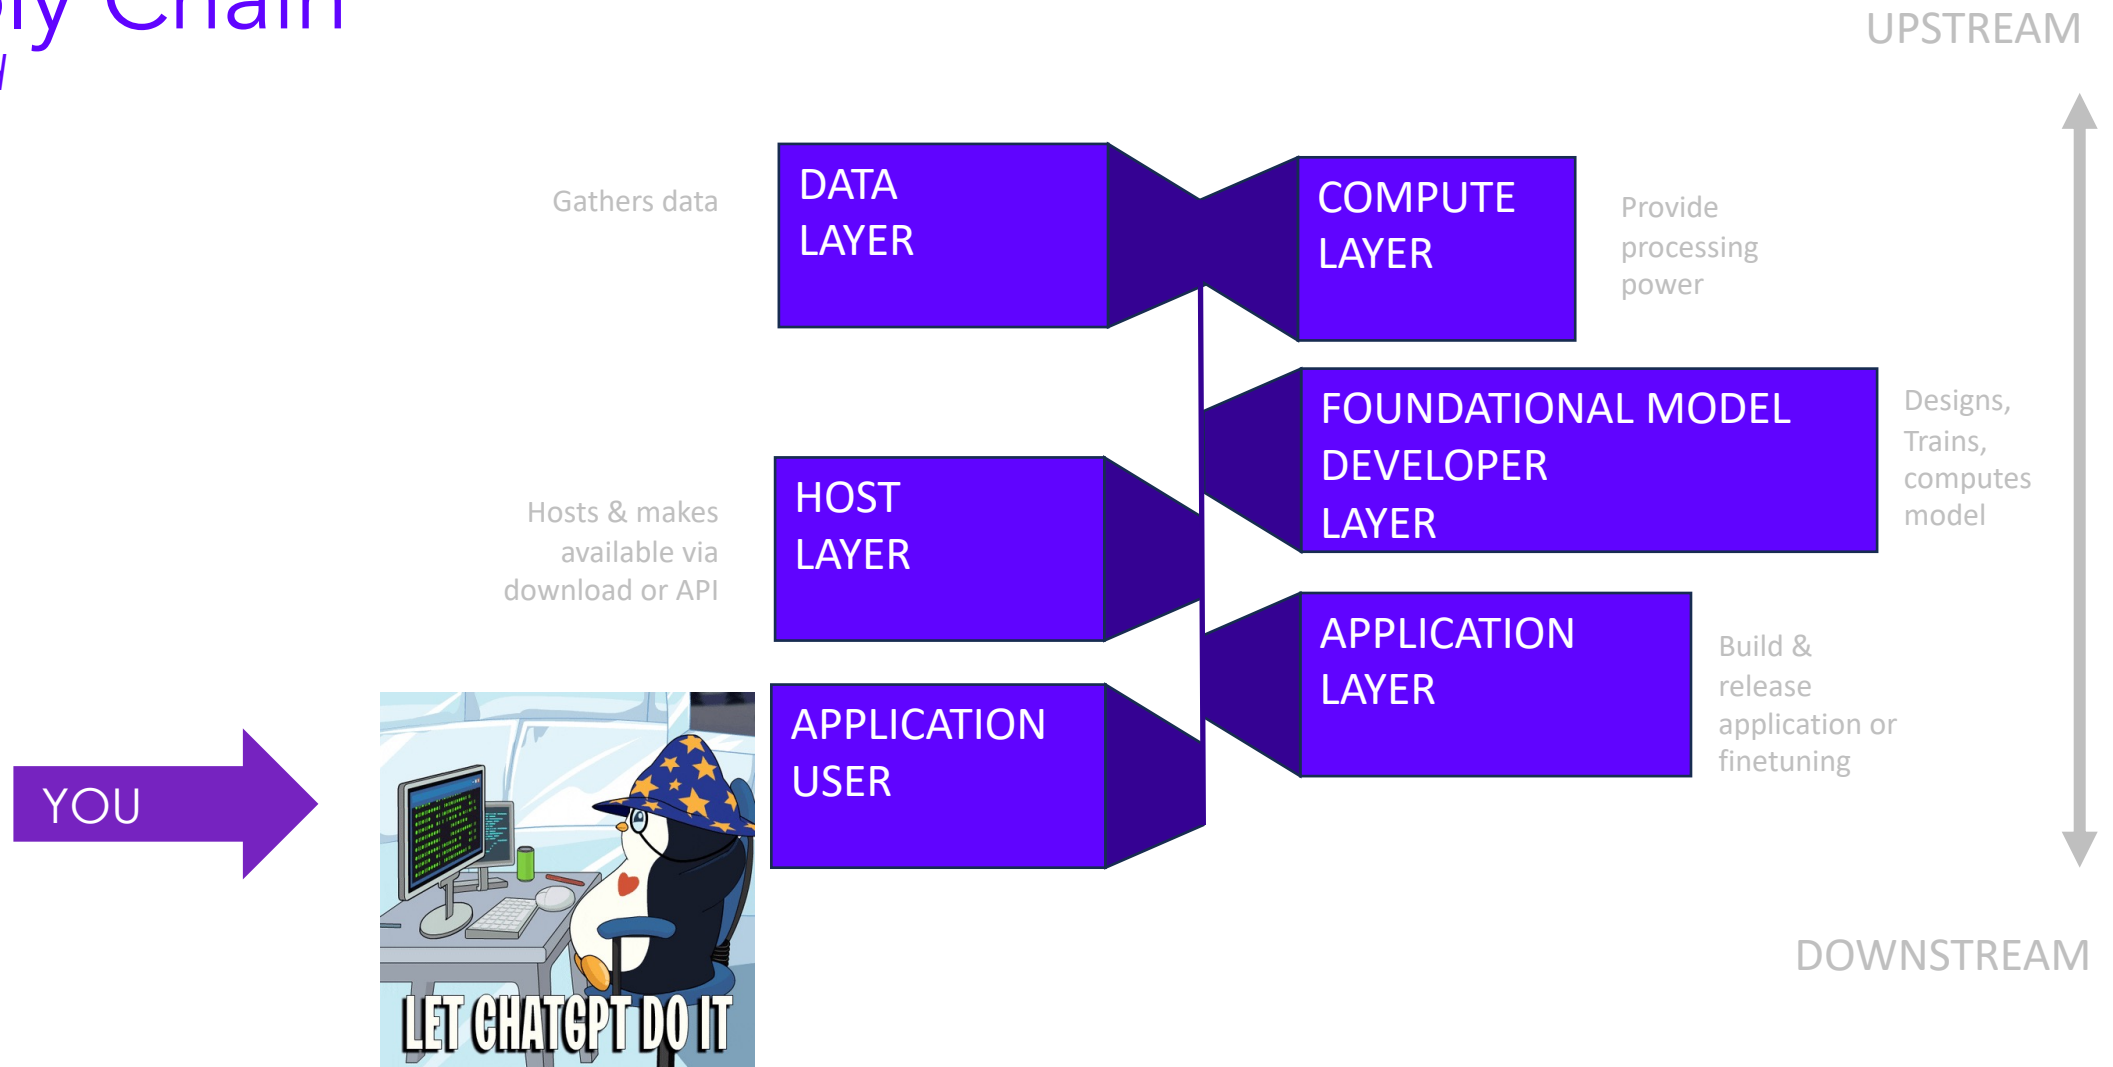 Chain
UPSTREAM
Gathers data
DATA
LAYER
COMPUTE
LAYER
Provide
processing
power
FOUNDATIONAL MODEL
DEVELOPER
LAYER
Designs,
Trains,
computes
model
Hosts & makes
available via
download or API
HOST
LAYER
APPLICATION
LAYER
Build &
release
application or
finetuning
YOU
LET CHATGPT DO IT
APPLICATION
USER
DOWNSTREAM